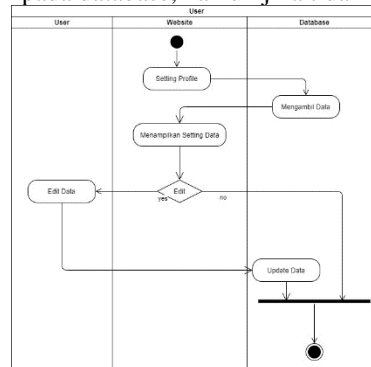 User
User Website Database
Setting Profile
Mengambil Data
Menampilkan Setting Data
Edit Data
Edit
yes
no
Update Data